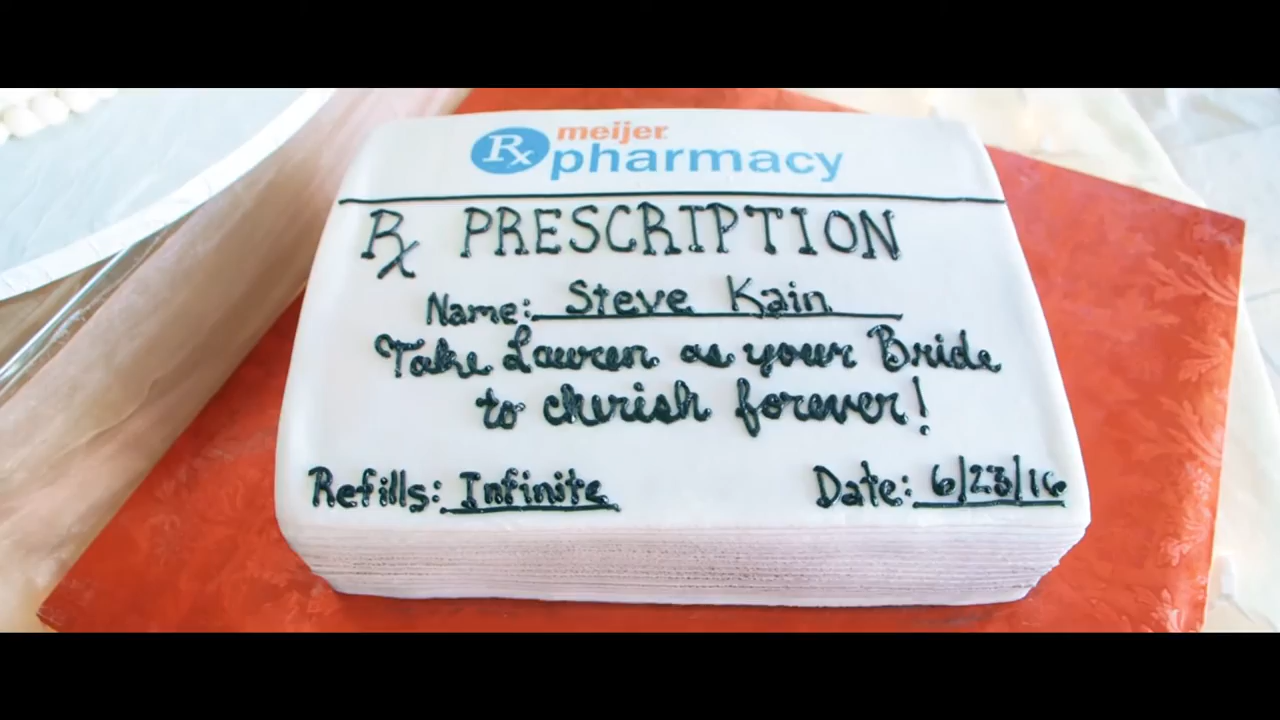 Rx meijer
pharmacy
Rx PRESCRIPTION
Name: Steve Kain
Take Lauren as your Bride
to cherish forever!
Refills: Infinite
Date: 6/23/16